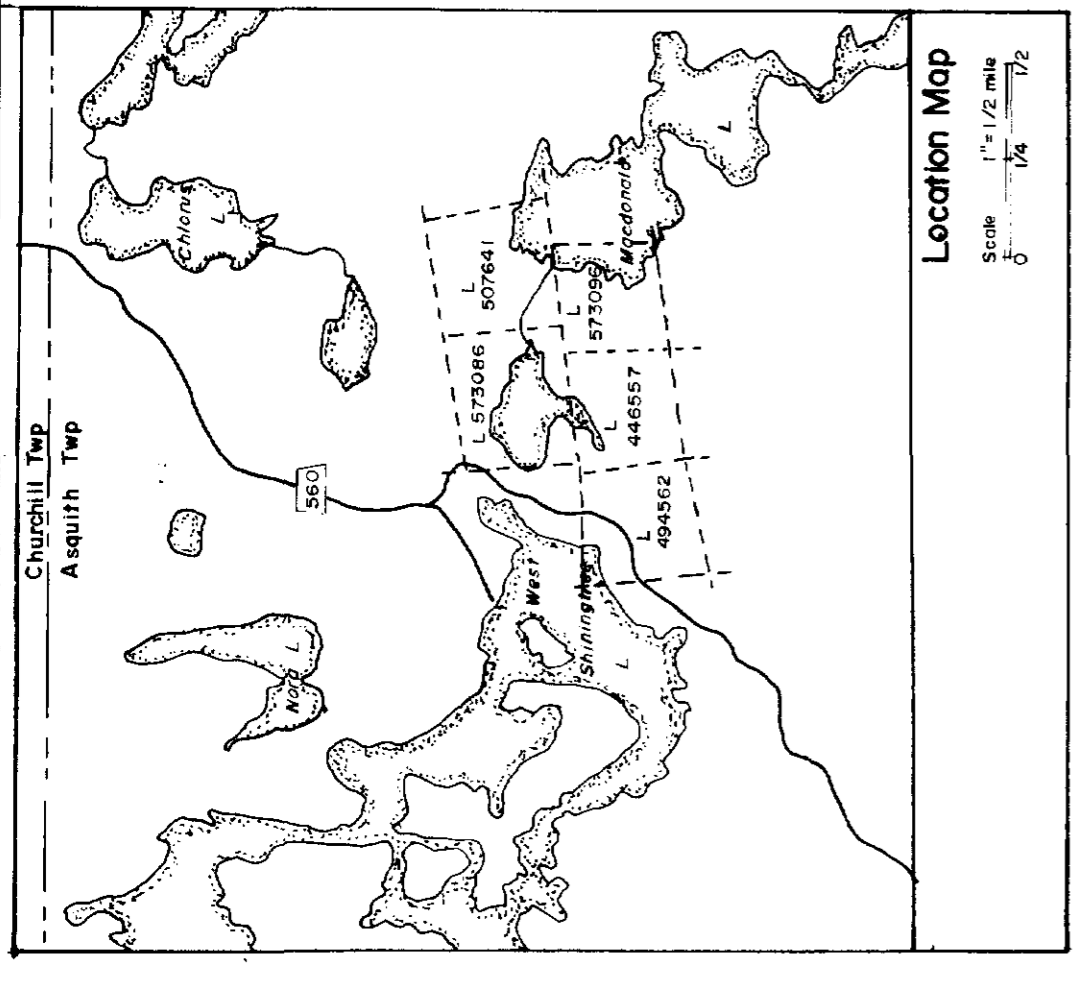 Churchill Twp
Asquith Twp
560
Nord L
Chlorus
L
L 573086
L
507641
L
573096
Macdonald
L
L
446557
L
494562
West
L
Location Map
Scale 1" = 1/2 mile
0 1/4 1/2